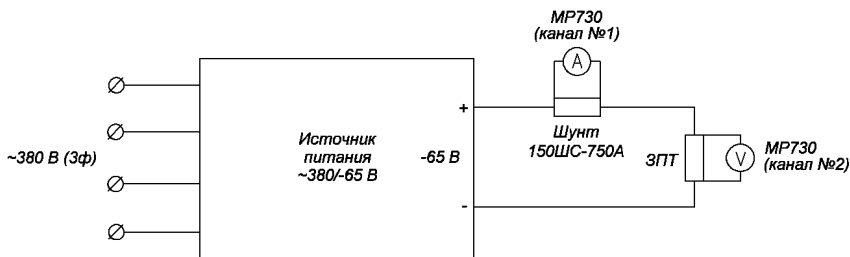 МР730
(канал №1)
А
~380 В (3ф)
Источник
питания
~380/-65 В
+
-65 В
-
Шунт
150ШС-750А
ЗПТ
V
МР730
(канал №2)